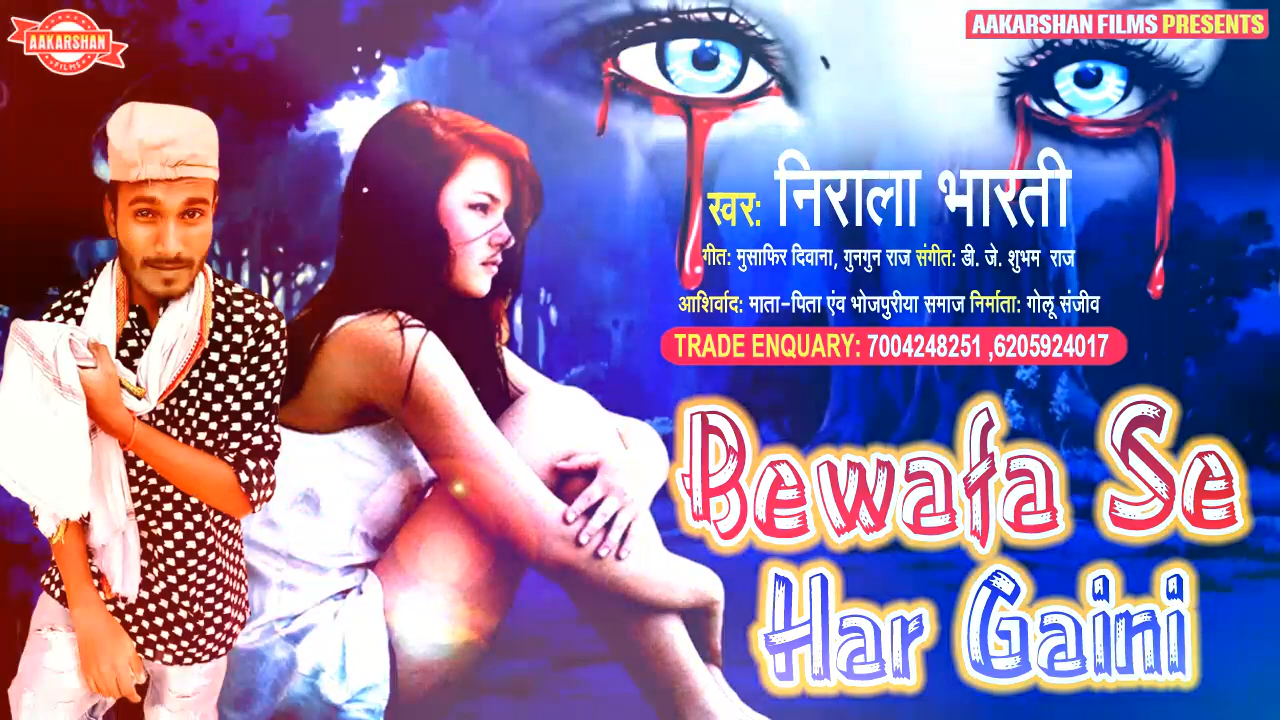 AAKARSHAN
FILMS
AAKARSHAN FILMS PRESENTS
स्वर: निराला भारती
गीत: मुसाफिर दिवाना, गुनगुन राज संगीत: डी. जे. शुभम राज
आशिर्वाद: माता-पिता एंव भोजपुरीया समाज निर्माता: गोलू संजीव
TRADE ENQUARY: 7004248251 ,6205924017
Bewafa Se
Har Gaini